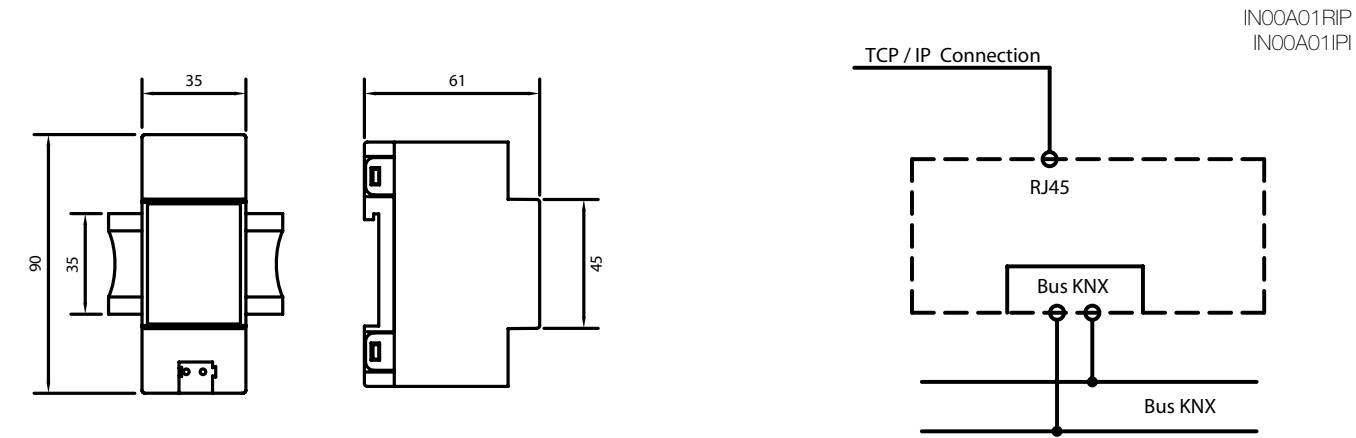 IN00A01RIP
IN00A01IPI
TCP / IP Connection
35
61
RJ45
90
35
45
Bus KNX
Bus KNX